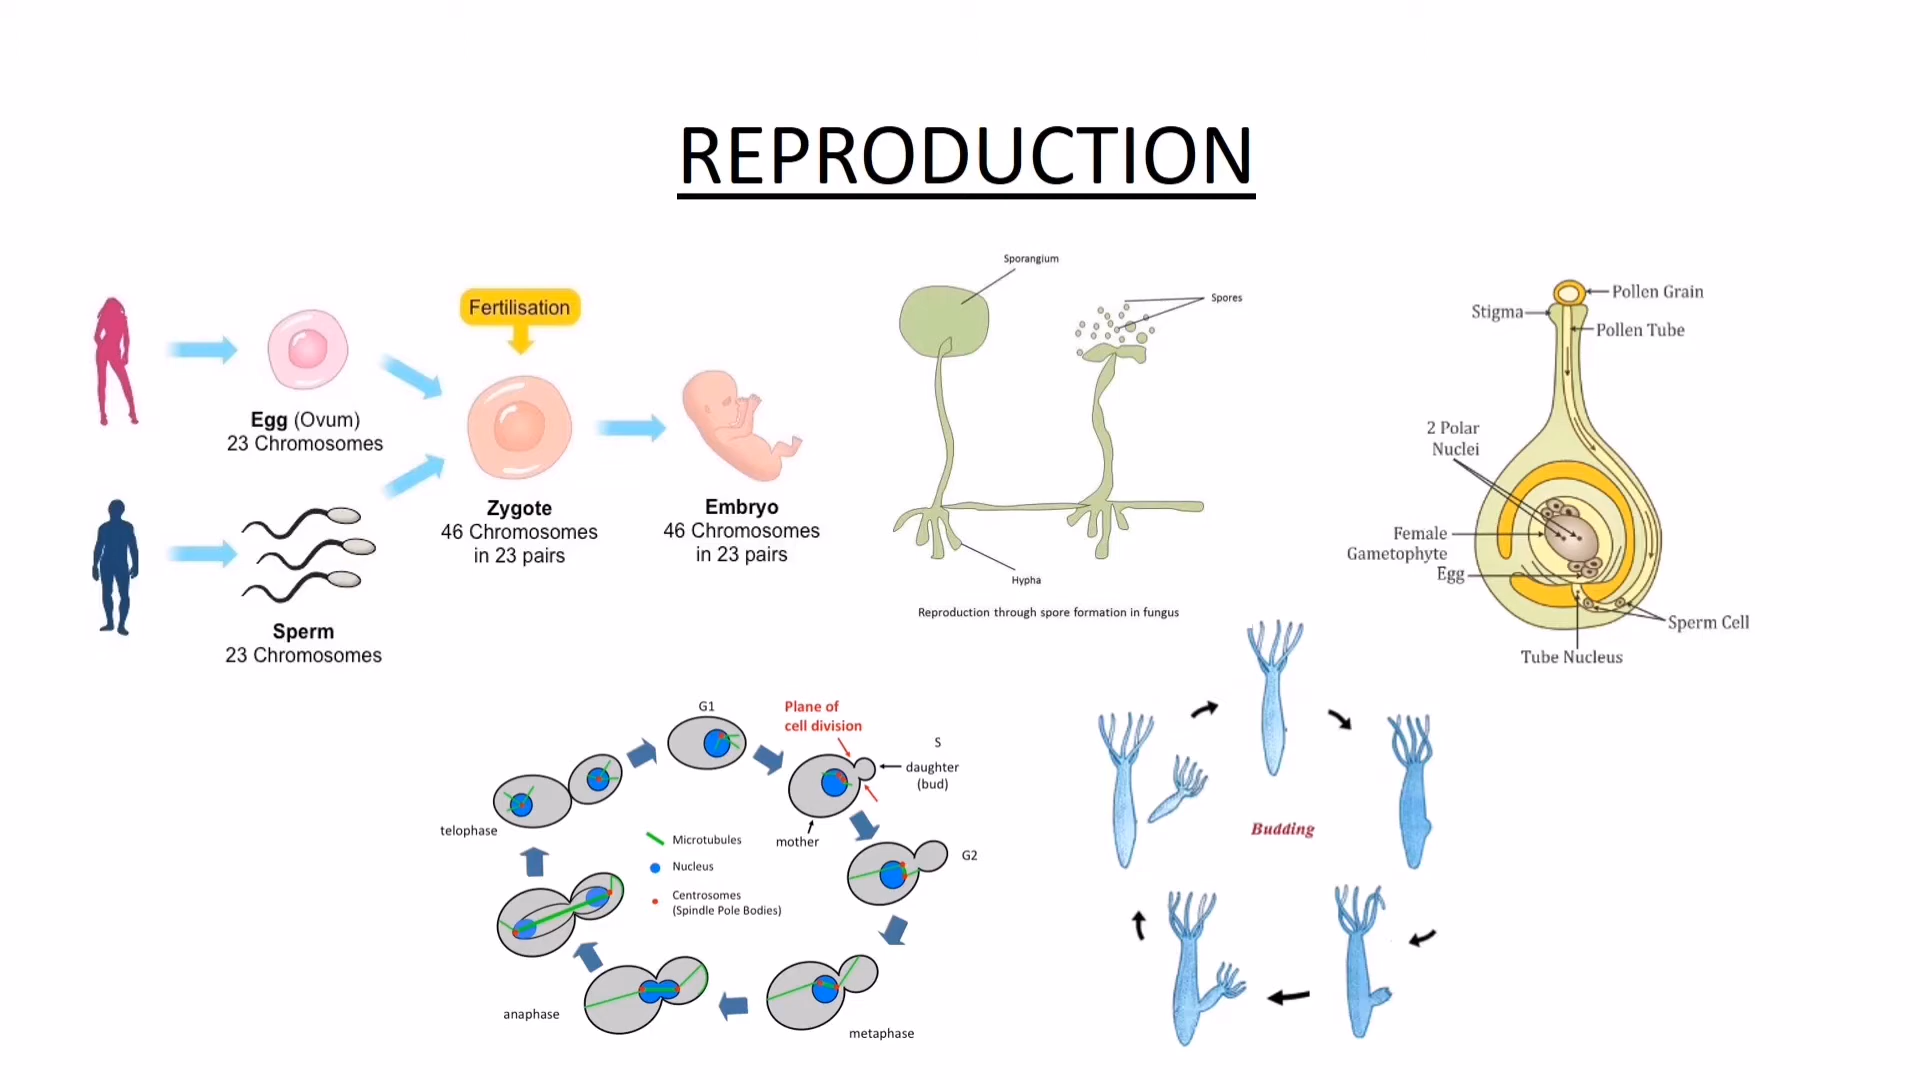 REPRODUCTION
Fertilisation
Egg (Ovum)
23 Chromosomes
Zygote
46 Chromosomes
in 23 pairs
Embryo
46 Chromosomes
in 23 pairs
Sperm
23 Chromosomes
Sporangium
Spores
Hypha
Reproduction through spore formation in fungus
Pollen Grain
Stigma
Pollen Tube
2 Polar
Nuclei
Female
Gametophyte
Egg
Sperm Cell
Tube Nucleus
G1
Plane of
cell division
S
daughter
(bud)
mother
G2
metaphase
anaphase
telophase
Microtubules
Nucleus
Centrosomes
(Spindle Pole Bodies)
Budding